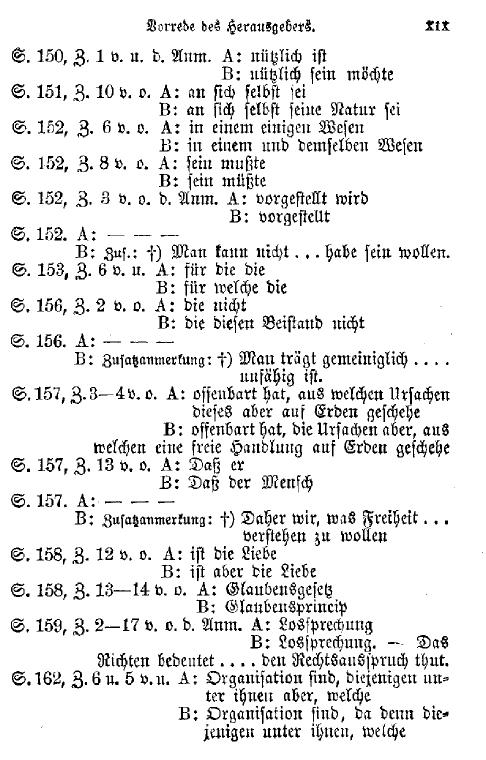 Vorrede des Herausgebers. XIX
S. 150, Z. 1 v. u. d. Anm. A: nützlich ist
B: nützlich sein möchte
S. 151, Z. 10 v. o. A: an sich selbst sei
B: an sich selbst seine Natur sei
S. 152, Z. 6 v. o. A: in einem einigen Wesen
B: in einem und demselben Wesen
S. 152, Z. 8 v. o. A: sein mußte
B: sein müßte
S. 152, Z. 3 v. o. d. Anm. A: vorgestellt wird
B: vorgestellt
S. 152. A: — — —
B: Zus.: †) Man kann nicht ... habe sein wollen.
S. 153, Z. 6 v. u. A: für die die
B: für welche die
S. 156, Z. 2 v. o. A: die nicht
B: die diesen Beistand nicht
S. 156. A: — — —
B: Zusatzanmerkung: †) Man trägt gemeiniglich ....
unfähig ist.
S. 157, Z. 3—4 v. o. A: offenbart hat, aus welchen Ursachen
dieses aber auf Erden geschehe
B: offenbart hat, die Ursachen aber, aus
welchen eine freie Handlung auf Erden geschehe
S. 157, Z. 13 v. o. A: Daß er
B: Daß der Mensch
S. 157. A: — — —
B: Zusatzanmerkung: †) Daher wir, was Freiheit ...
verstehen zu wollen
S. 158, Z. 12 v. o. A: ist die Liebe
B: ist aber die Liebe
S. 158, Z. 13—14 v. o. A: Glaubensgesetz
B: Glaubensprincip
S. 159, Z. 2—17 v. o. d. Anm. A: Lossprechung
B: Lossprechung. — Das
Richten bedeutet .... den Rechtsausspruch thut.
S. 162, Z. 6 u. 5 v. u. A: Organisation sind, diejenigen un-
ter ihnen aber, welche
B: Organisation sind, da denn die-
jenigen unter ihnen, welche